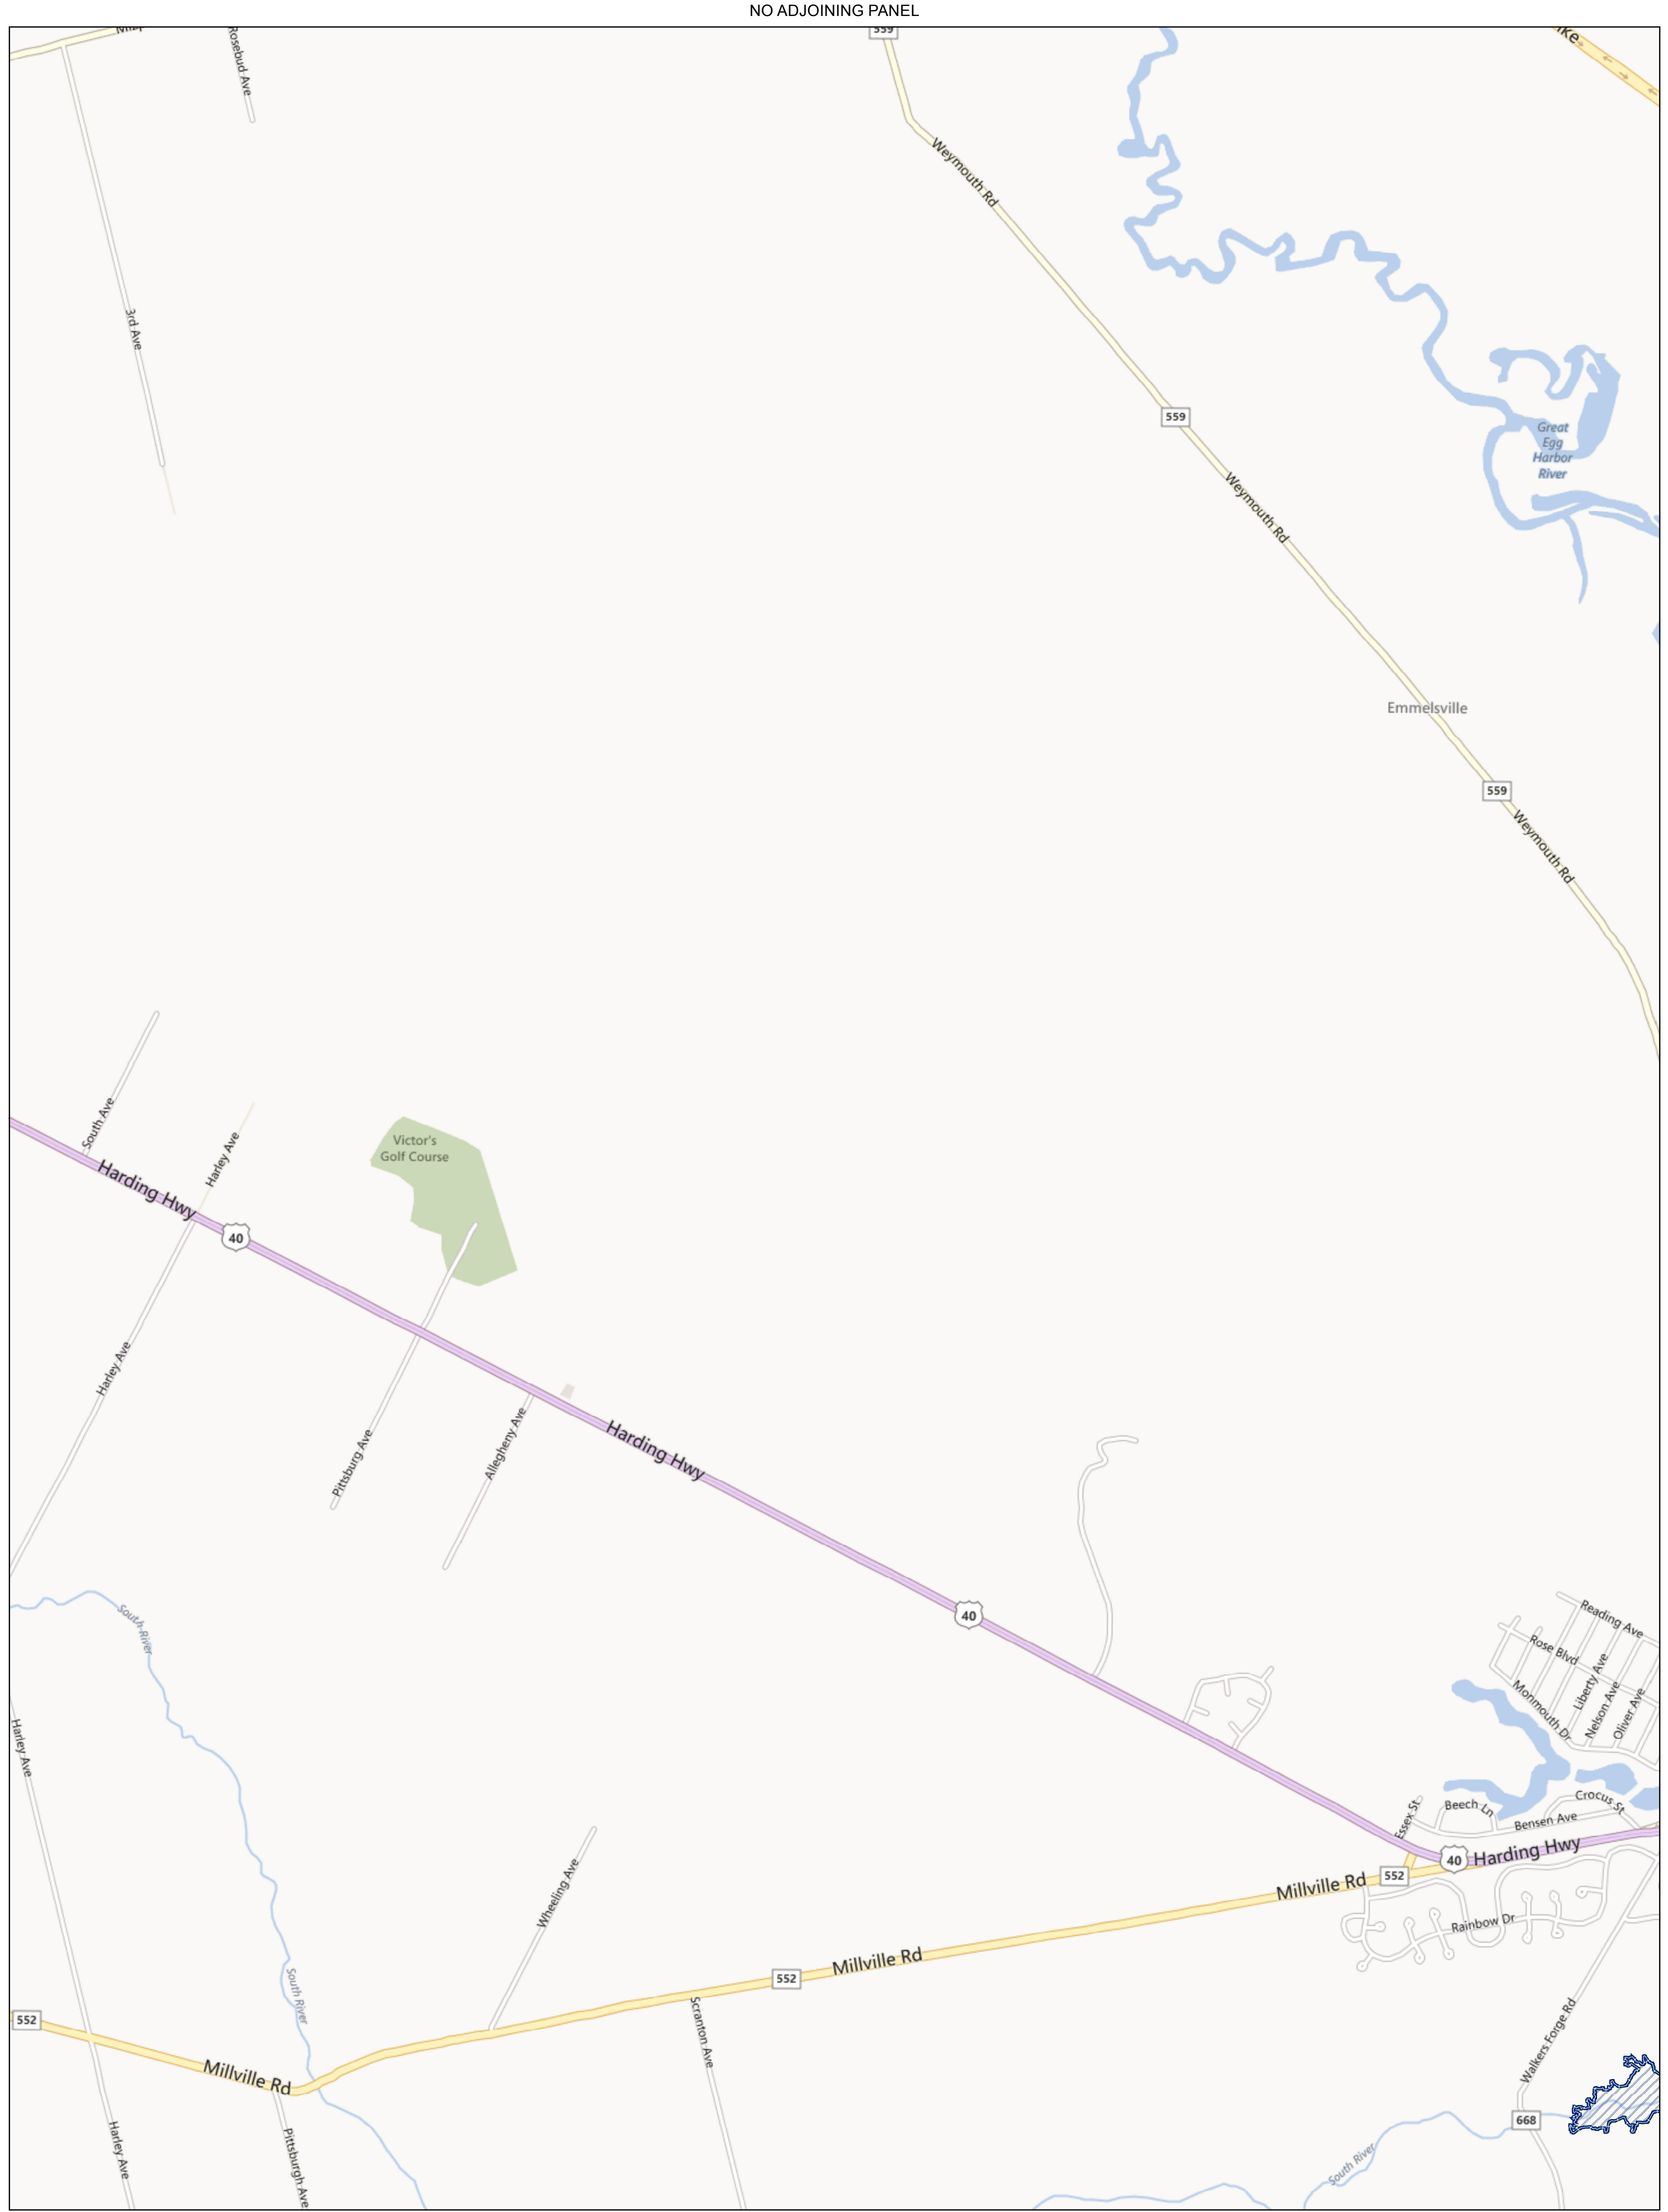 NO ADJOINING PANEL
559
Rosebud Ave
Weymouth Rd
3rd Ave
559
Great
Egg
Harbor
River
Weymouth Rd
Emmelsville
559
Weymouth Rd
South Ave
Harley Ave
Victor's
Golf Course
Harding Hwy
40
Harley Ave
Pittsburg Ave
Allegheny Ave
Harding Hwy
40
South River
Reading Ave
Rose Blvd
Liberty Ave
Nelson Ave
Oliver Ave
Monmouth Dr
Harley Ave
Essex St
Beech Ln
Crocus St
Bensen Ave
Harding Hwy
40
552
Millville Rd
Wheeling Ave
Rainbow Dr
Millville Rd
552
South River
552
Scranton Ave
Walkers Forge Rd
Millville Rd
668
Harley Ave
Pittsburgh Ave
South River